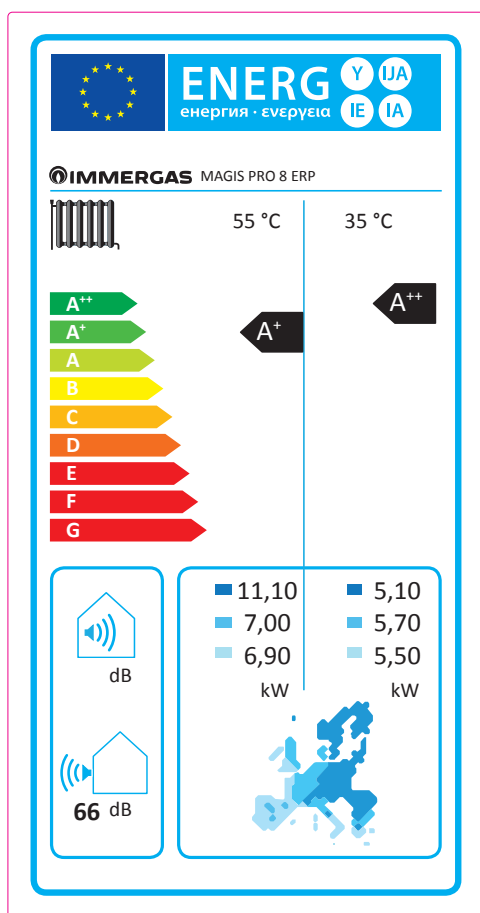 ENERG Y IJA
енергия · ενεργεια IE IA
IMMERGAS MAGIS PRO 8 ERP
55 °C 35 °C
A++ A++
A+ A+
A
B
C
D
E
F
G
11,10 5,10
7,00 5,70
6,90 5,50
dB
kW kW
66 dB